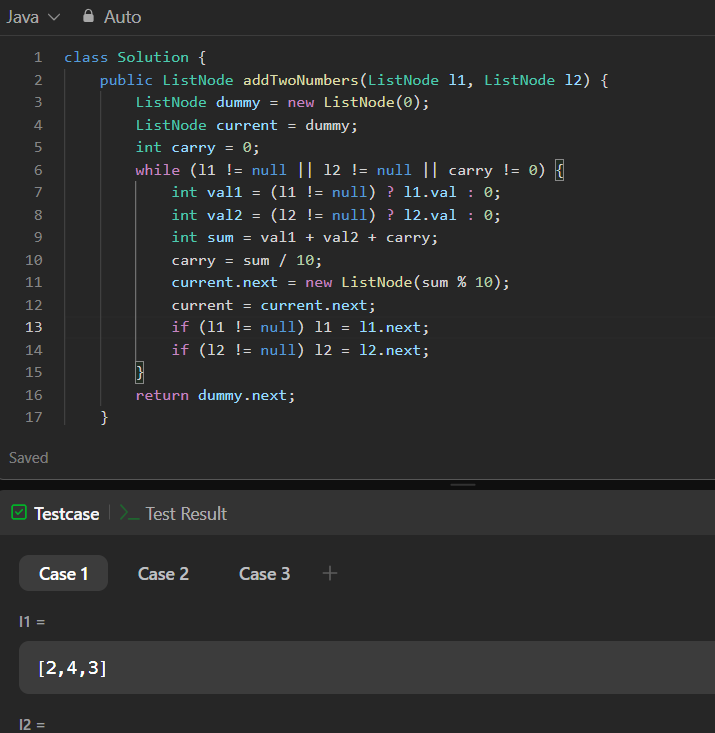 Java Auto
1 class Solution {
2 public ListNode addTwoNumbers(ListNode l1, ListNode l2) {
3 ListNode dummy = new ListNode(0);
4 ListNode current = dummy;
5 int carry = 0;
6 while (l1 != null || l2 != null || carry != 0) {
7 int val1 = (l1 != null) ? l1.val : 0;
8 int val2 = (l2 != null) ? l2.val : 0;
9 int sum = val1 + val2 + carry;
10 carry = sum / 10;
11 current.next = new ListNode(sum % 10);
12 current = current.next;
13 if (l1 != null) l1 = l1.next;
14 if (l2 != null) l2 = l2.next;
15 }
16 return dummy.next;
17 }
Saved
Testcase >_ Test Result
Case 1 Case 2 Case 3 +
l1 =
[2,4,3]
l2 =